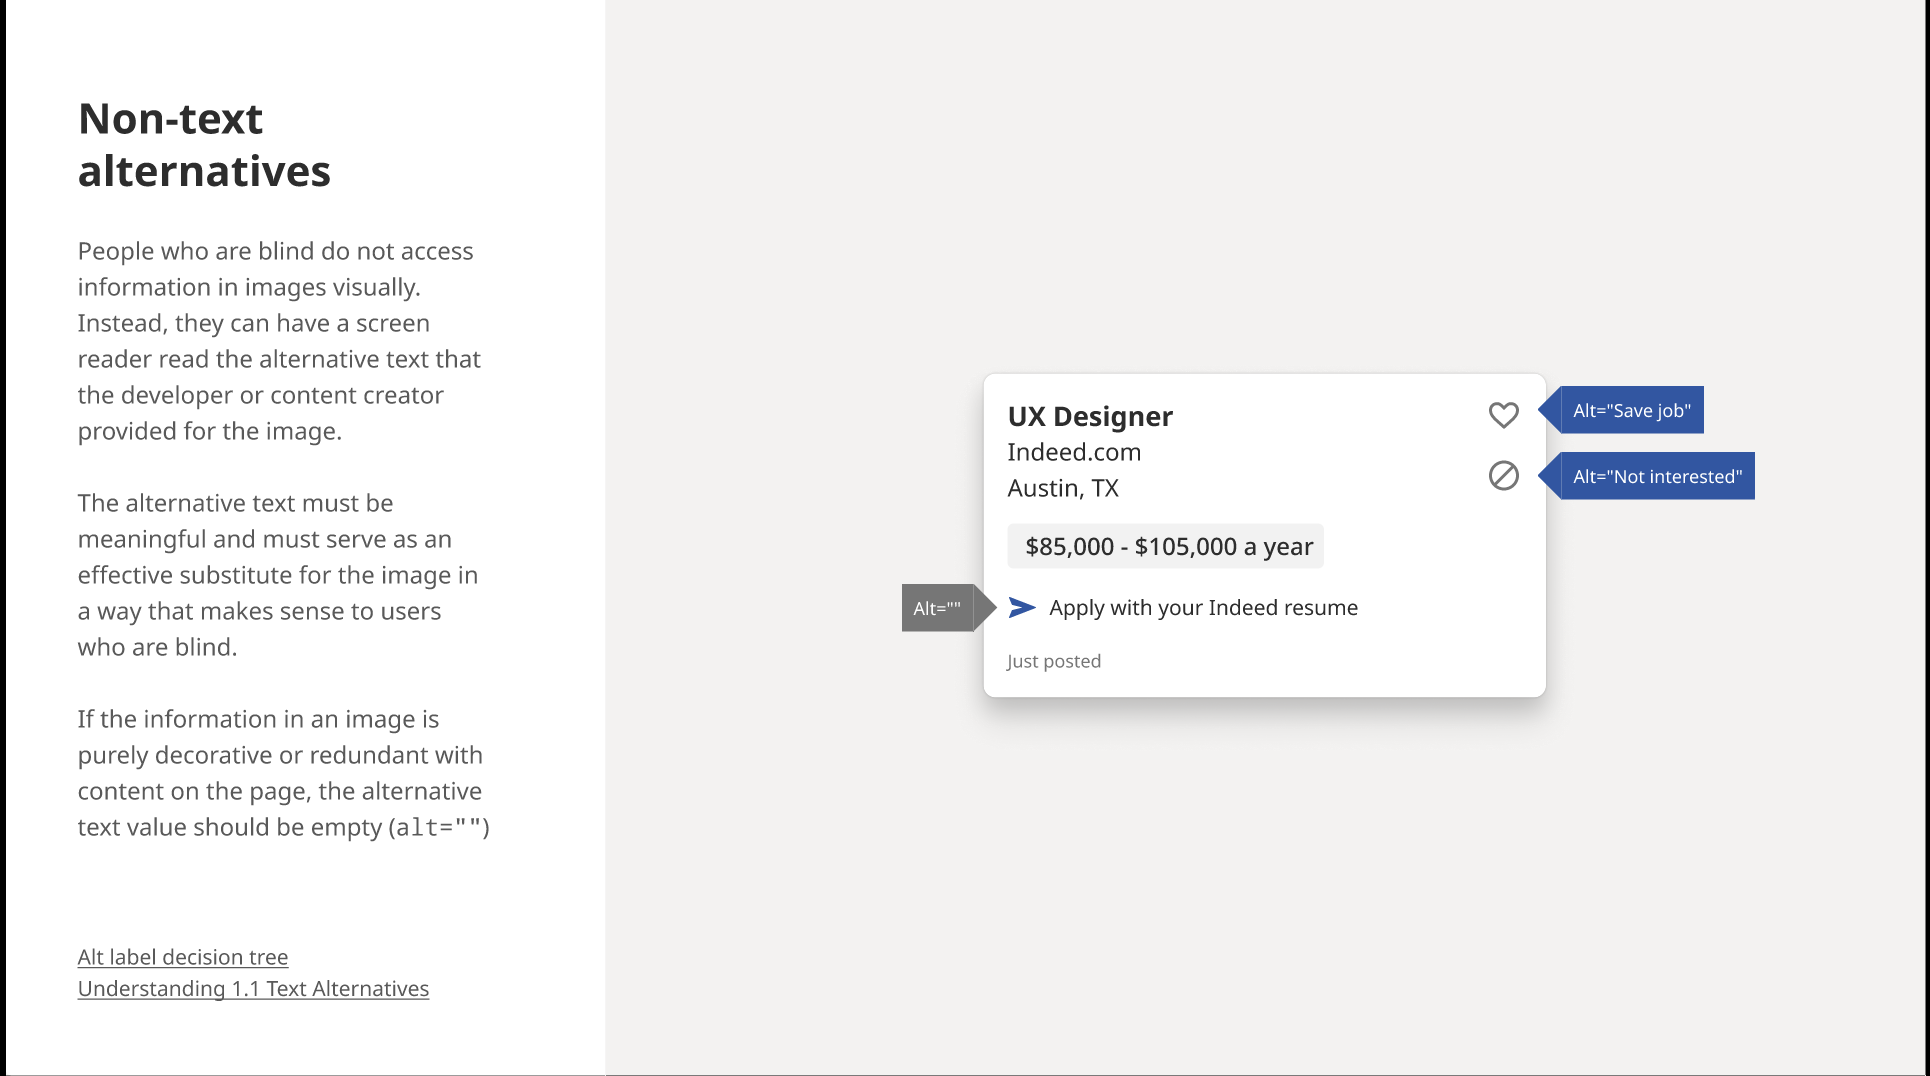 Non-text
alternatives
People who are blind do not access
information in images visually.
Instead, they can have a screen
reader read the alternative text that
the developer or content creator
provided for the image.
The alternative text must be
meaningful and must serve as an
effective substitute for the image in
a way that makes sense to users
who are blind.
If the information in an image is
purely decorative or redundant with
content on the page, the alternative
text value should be empty (alt="")
Alt label decision tree
Understanding 1.1 Text Alternatives
UX Designer
Indeed.com
Austin, TX
$85,000 - $105,000 a year
Alt=""
Apply with your Indeed resume
Just posted
Alt="Save job"
Alt="Not interested"